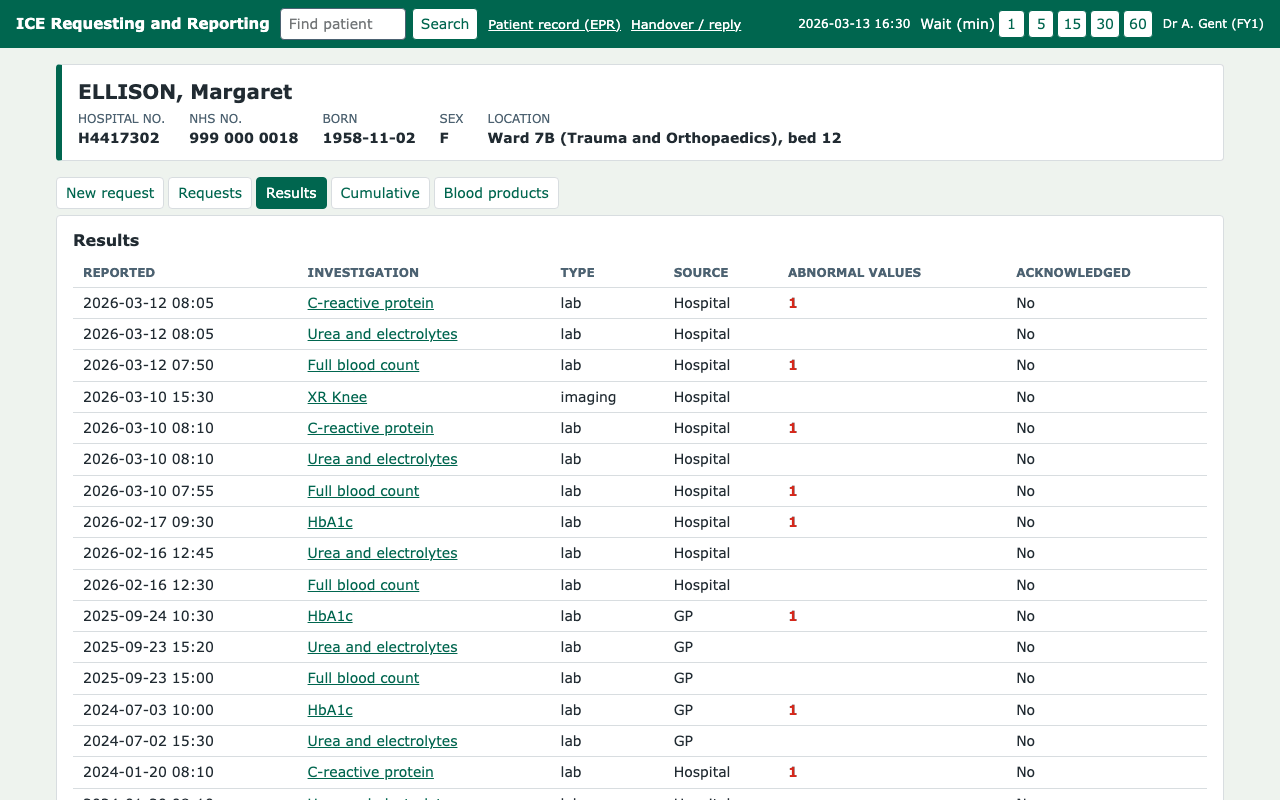 ICE Requesting and Reporting Find patient Search Patient record (EPR) Handover / reply 2026-03-13 16:30 Wait (min) 1 5 15 30 60 Dr A. Gent (FY1)
ELLISON, Margaret
HOSPITAL NO. NHS NO. BORN SEX LOCATION
H4417302 999 000 0018 1958-11-02 F Ward 7B (Trauma and Orthopaedics), bed 12
New request Requests Results Cumulative Blood products
Results
REPORTED INVESTIGATION TYPE SOURCE ABNORMAL VALUES ACKNOWLEDGED
2026-03-12 08:05 C-reactive protein lab Hospital 1 No
2026-03-12 08:05 Urea and electrolytes lab Hospital No
2026-03-12 07:50 Full blood count lab Hospital 1 No
2026-03-10 15:30 XR Knee imaging Hospital No
2026-03-10 08:10 C-reactive protein lab Hospital 1 No
2026-03-10 08:10 Urea and electrolytes lab Hospital No
2026-03-10 07:55 Full blood count lab Hospital 1 No
2026-02-17 09:30 HbA1c lab Hospital 1 No
2026-02-16 12:45 Urea and electrolytes lab Hospital No
2026-02-16 12:30 Full blood count lab Hospital No
2025-09-24 10:30 HbA1c lab GP 1 No
2025-09-23 15:20 Urea and electrolytes lab GP No
2025-09-23 15:00 Full blood count lab GP No
2024-07-03 10:00 HbA1c lab GP 1 No
2024-07-02 15:30 Urea and electrolytes lab GP No
2024-01-20 08:10 C-reactive protein lab Hospital 1 No